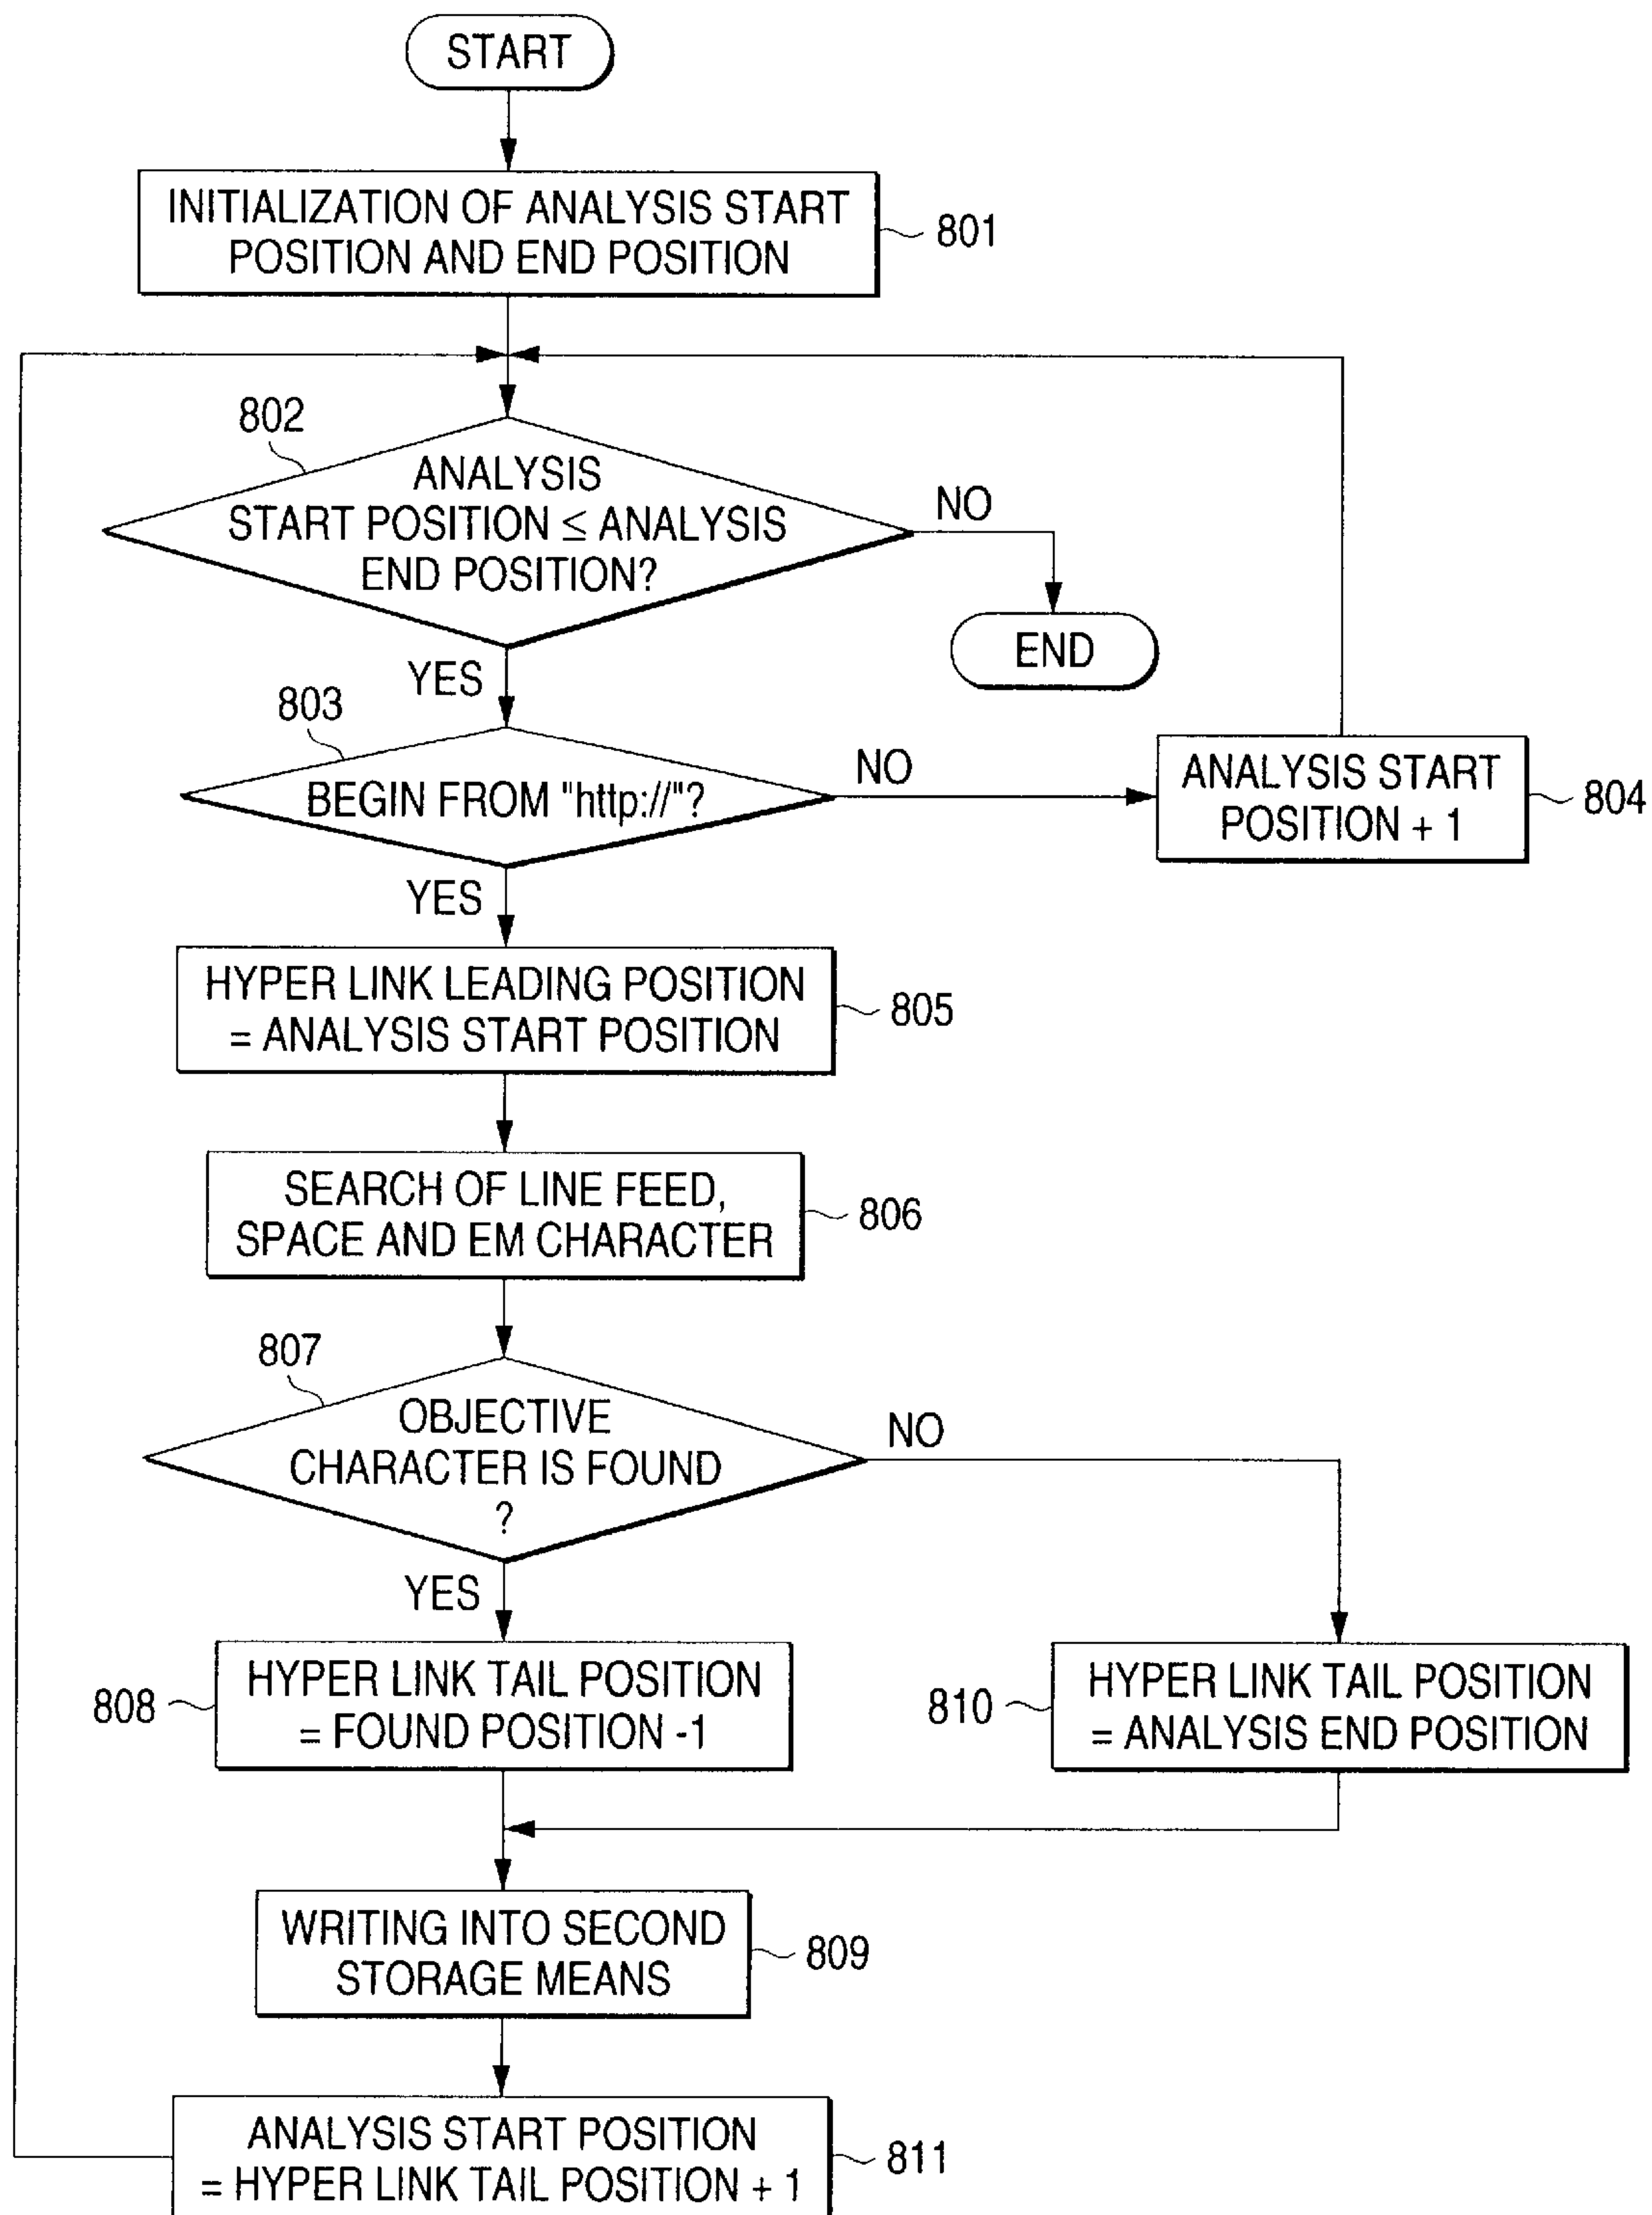 START
INITIALIZATION OF ANALYSIS START
POSITION AND END POSITION
801
802
ANALYSIS
START POSITION ≤ ANALYSIS
END POSITION?
NO
END
YES
803
BEGIN FROM "http://"?
NO
ANALYSIS START
POSITION + 1
804
YES
HYPER LINK LEADING POSITION
= ANALYSIS START POSITION
805
SEARCH OF LINE FEED,
SPACE AND EM CHARACTER
806
807
OBJECTIVE
CHARACTER IS FOUND
?
NO
YES
808
HYPER LINK TAIL POSITION
= FOUND POSITION -1
810
HYPER LINK TAIL POSITION
= ANALYSIS END POSITION
WRITING INTO SECOND
STORAGE MEANS
809
ANALYSIS START POSITION
= HYPER LINK TAIL POSITION + 1
811